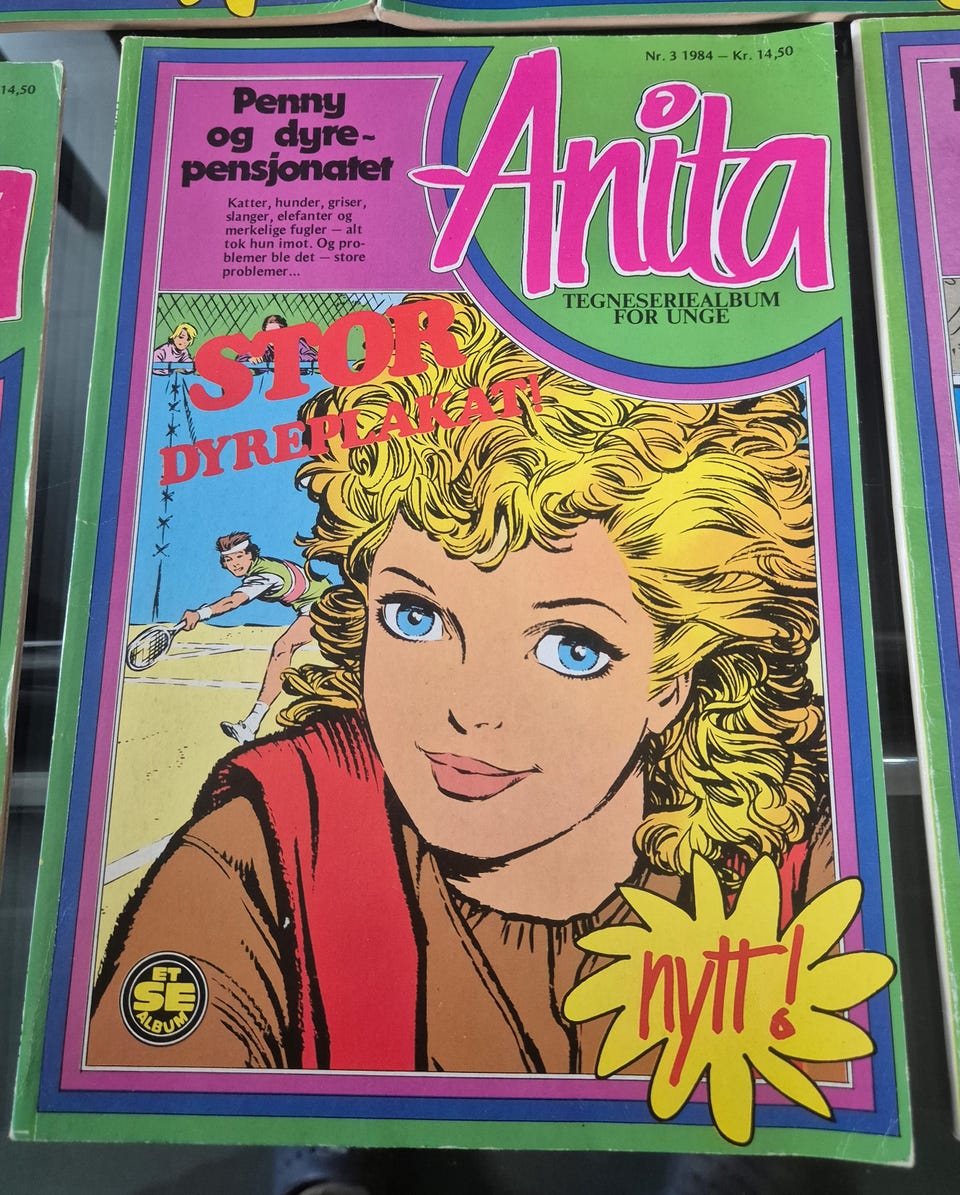 14,50
Nr. 3 1984 – Kr. 14,50
Anita
TEGNESERIEALBUM
FOR UNGE
Penny
og dyre-
pensjonatet
Katter, hunder, griser,
slanger, elefanter og
merkelige fugler — alt
tok hun imot. Og pro-
blemer ble det — store
problemer...
STOR
DYREPLAKAT!
ET
SE
ALBUM
nytt!